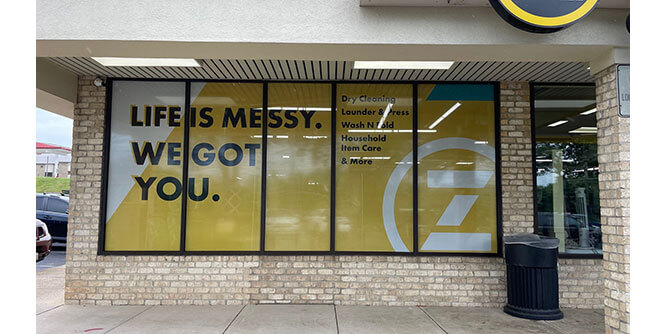 LIFE IS MESSY.
WE GOT
YOU.
Dry Cleaning
Launder & Press
Wash N Fold
Household
Item Care
& More
Z